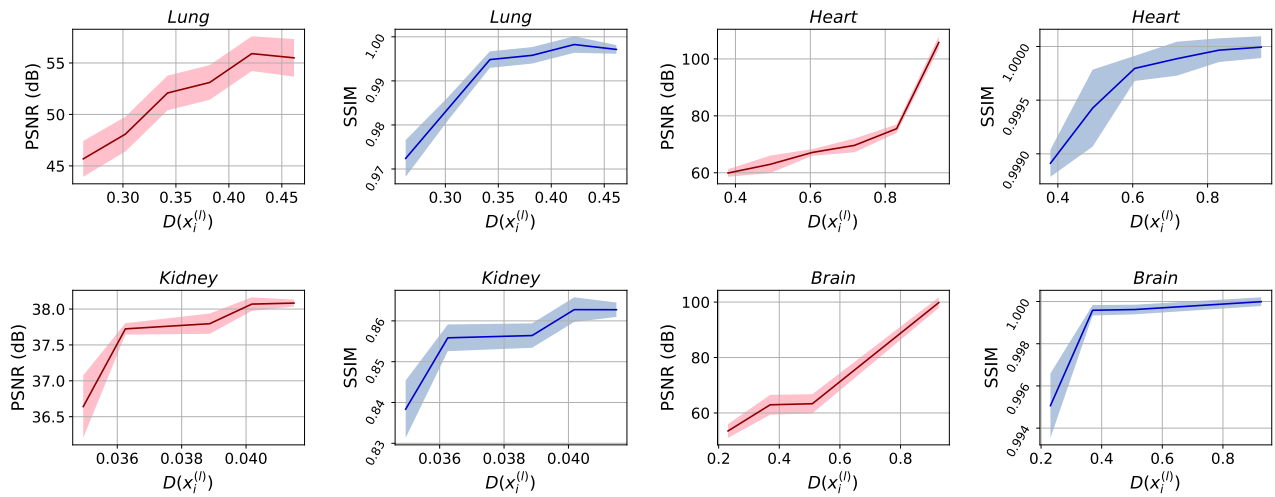 Lung
PSNR (dB)
55
50
45
0.30 0.35 0.40 0.45
D(x_i^{(l)})
Lung
SSIM
1.00
0.99
0.98
0.97
0.30 0.35 0.40 0.45
D(x_i^{(l)})
Heart
PSNR (dB)
100
80
60
0.4 0.6 0.8
D(x_i^{(l)})
Heart
SSIM
1.0000
0.9995
0.9990
0.4 0.6 0.8
D(x_i^{(l)})
Kidney
PSNR (dB)
38.0
37.5
37.0
36.5
0.036 0.038 0.040
D(x_i^{(l)})
Kidney
SSIM
0.86
0.85
0.84
0.83
0.036 0.038 0.040
D(x_i^{(l)})
Brain
PSNR (dB)
100
80
60
0.2 0.4 0.6 0.8
D(x_i^{(l)})
Brain
SSIM
1.000
0.998
0.996
0.994
0.2 0.4 0.6 0.8
D(x_i^{(l)})